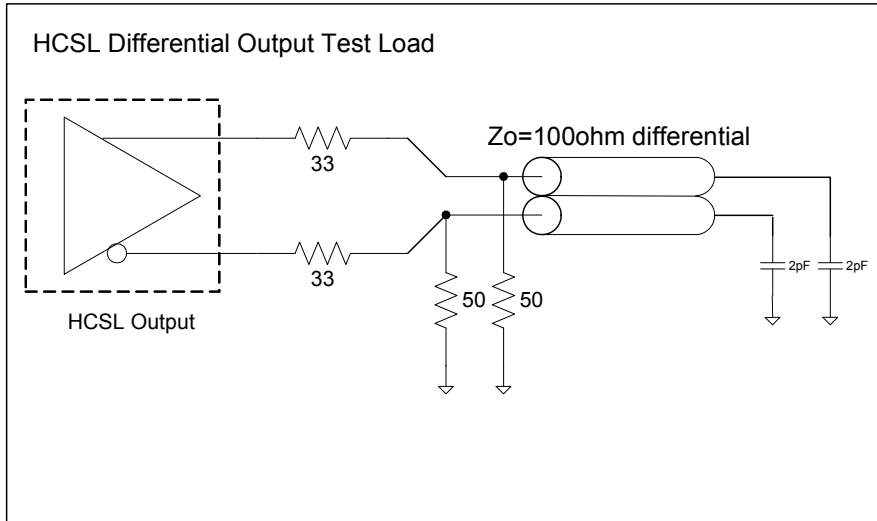 HCSL Differential Output Test Load
Zo=100ohm differential
33
33
50
50
2pF
2pF
HCSL Output